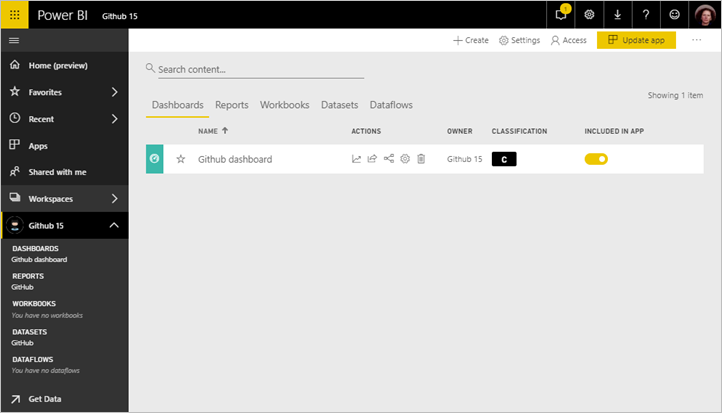 Power BI Github 15
1
Create Settings Access Update app
Home (preview)
Favorites
Recent
Apps
Shared with me
Workspaces
Github 15
DASHBOARDS
Github dashboard
REPORTS
GitHub
WORKBOOKS
You have no workbooks
DATASETS
GitHub
DATAFLOWS
You have no dataflows
Get Data
Search content...
Showing 1 item
Dashboards Reports Workbooks Datasets Dataflows
NAME ACTIONS OWNER CLASSIFICATION INCLUDED IN APP
Github dashboard Github 15 C